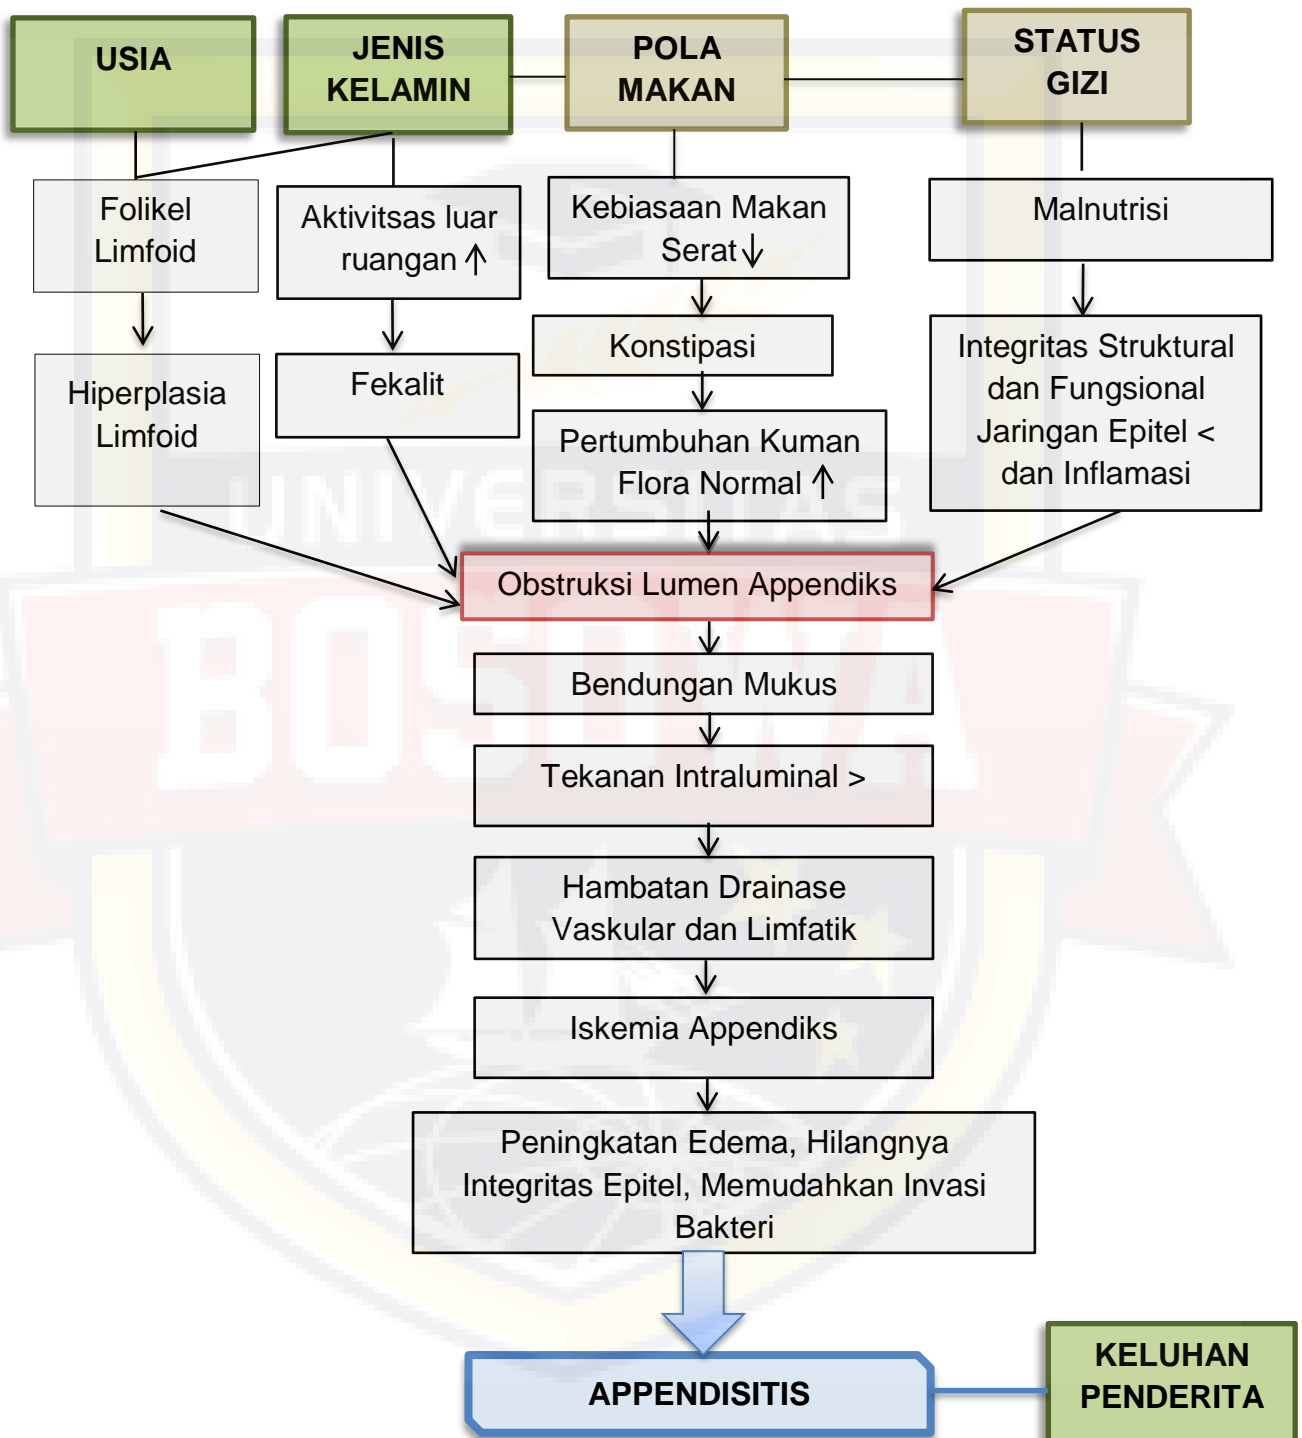 USIA
JENIS
KELAMIN
POLA
MAKAN
STATUS
GIZI
Folikel
Limfoid
Aktivitsas luar
ruangan ↑
Kebiasaan Makan
Serat ↓
Malnutrisi
Hiperplasia
Limfoid
Fekalit
Konstipasi
Pertumbuhan Kuman
Flora Normal ↑
Integritas Struktural
dan Fungsional
Jaringan Epitel <
dan Inflamasi
UNIVERSITAS
BOSOWA
Obstruksi Lumen Appendiks
Bendungan Mukus
Tekanan Intraluminal >
Hambatan Drainase
Vaskular dan Limfatik
Iskemia Appendiks
Peningkatan Edema, Hilangnya
Integritas Epitel, Memudahkan Invasi
Bakteri
APPENDISITIS
KELUHAN
PENDERITA